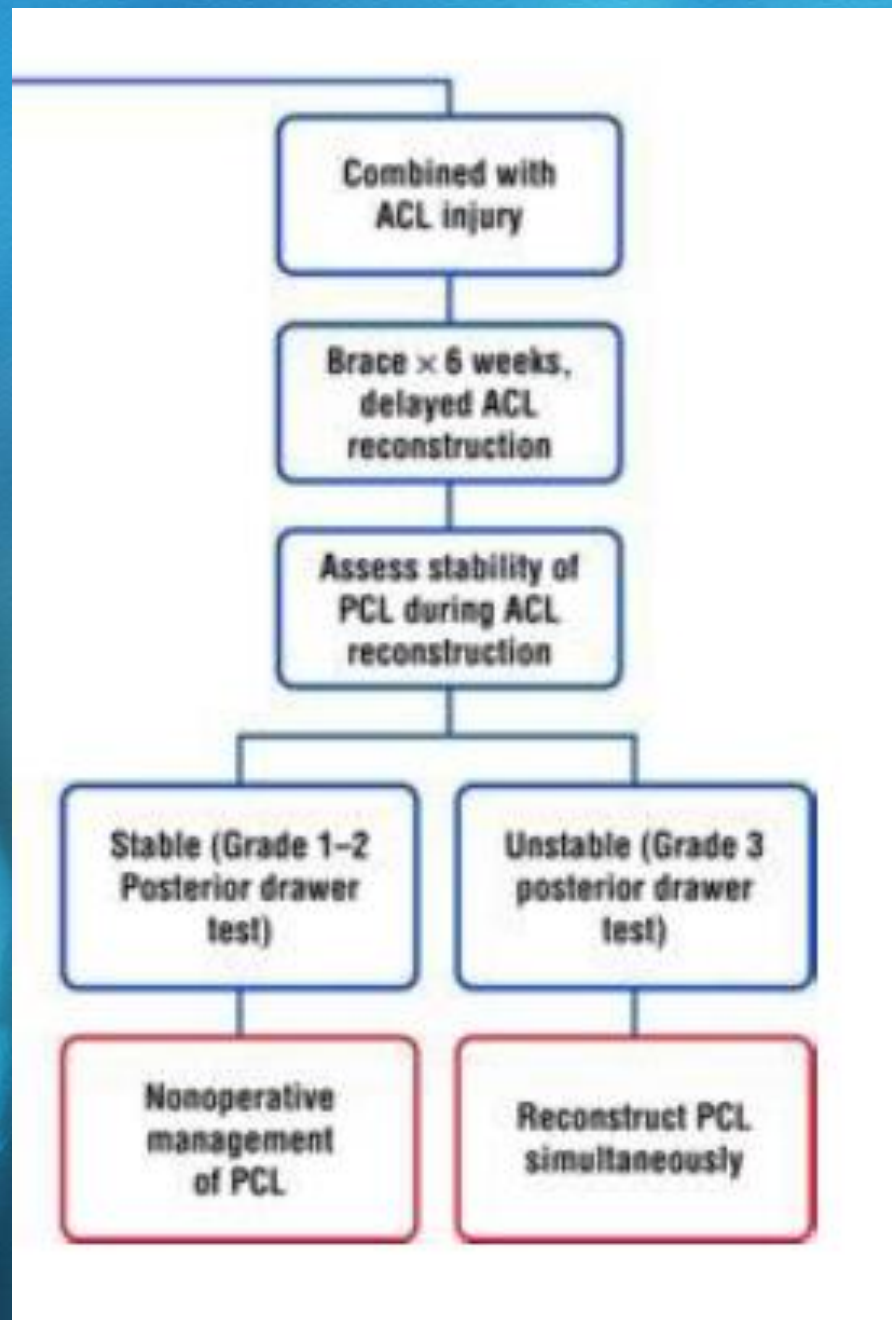 Combined with
ACL injury
Brace × 6 weeks,
delayed ACL
reconstruction
Assess stability of
PCL during ACL
reconstruction
Stable (Grade 1–2
Posterior drawer
test)
Unstable (Grade 3
posterior drawer
test)
Nonoperative
management
of PCL
Reconstruct PCL
simultaneously